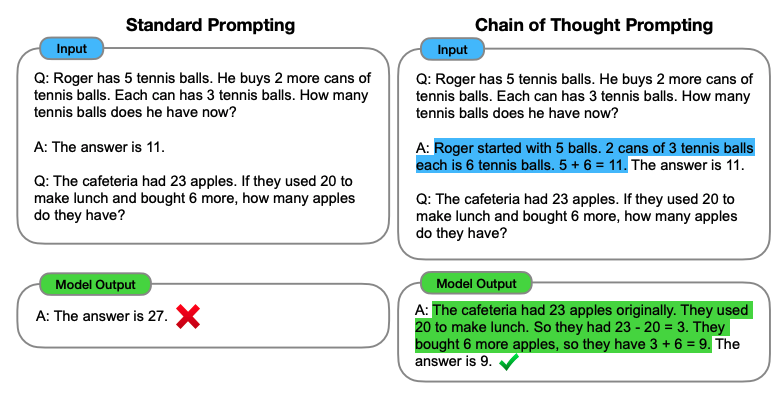 Standard Prompting
Input
Q: Roger has 5 tennis balls. He buys 2 more cans of
tennis balls. Each can has 3 tennis balls. How many
tennis balls does he have now?
A: The answer is 11.
Q: The cafeteria had 23 apples. If they used 20 to
make lunch and bought 6 more, how many apples
do they have?
Model Output
A: The answer is 27.
Chain of Thought Prompting
Input
Q: Roger has 5 tennis balls. He buys 2 more cans of
tennis balls. Each can has 3 tennis balls. How many
tennis balls does he have now?
A: Roger started with 5 balls. 2 cans of 3 tennis balls
each is 6 tennis balls. 5 + 6 = 11. The answer is 11.
Q: The cafeteria had 23 apples. If they used 20 to
make lunch and bought 6 more, how many apples
do they have?
Model Output
A: The cafeteria had 23 apples originally. They used
20 to make lunch. So they had 23 - 20 = 3. They
bought 6 more apples, so they have 3 + 6 = 9. The
answer is 9.